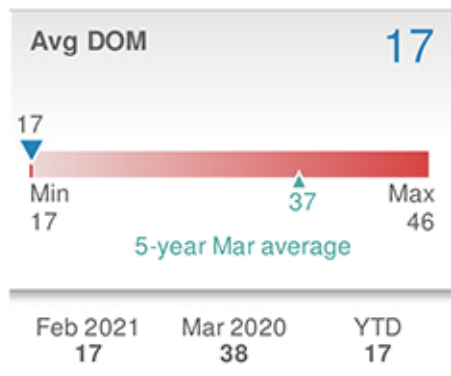 Avg DOM 17
17
Min 37 Max
17 46
5-year Mar average
Feb 2021 Mar 2020 YTD
17 38 17